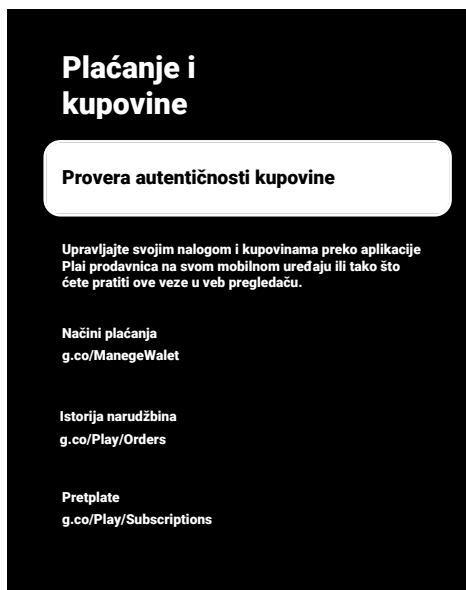 Plaćanje i
kupovine
Provera autentičnosti kupovine
Upravljajte svojim nalogom i kupovinama preko aplikacije
Plai prodavnica na svom mobilnom uređaju ili tako što
ćete pratiti ove veze u veb pregledaču.
Načini plaćanja
g.co/ManegeWalet
Istorija narudžbina
g.co/Play/Orders
Pretplate
g.co/Play/Subscriptions